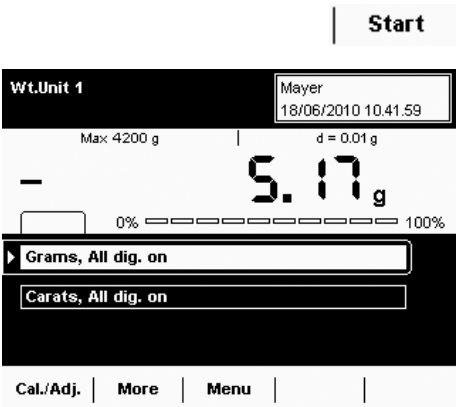 Start
Wt.Unit 1
Mayer
18/06/2010 10.41.59
Max 4200 g d = 0.01 g
- 5.17 g
0% 100%
Grams, All dig. on
Carats, All dig. on
Cal./Adj. More Menu